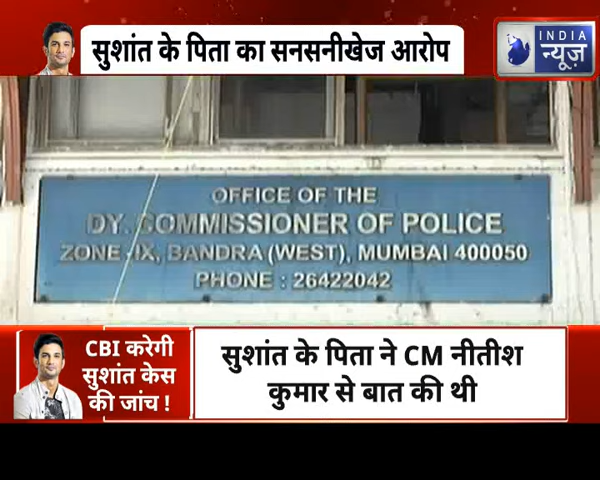 सुशांत के पिता का सनसनीखेज आरोप
INDIA
न्यूज़
OFFICE OF THE
DY. COMMISSIONER OF POLICE
ZONE-IX, BANDRA (WEST), MUMBAI 400050
PHONE : 26422042
CBI करेगी
सुशांत केस
की जांच !
सुशांत के पिता ने CM नीतीश
कुमार से बात की थी